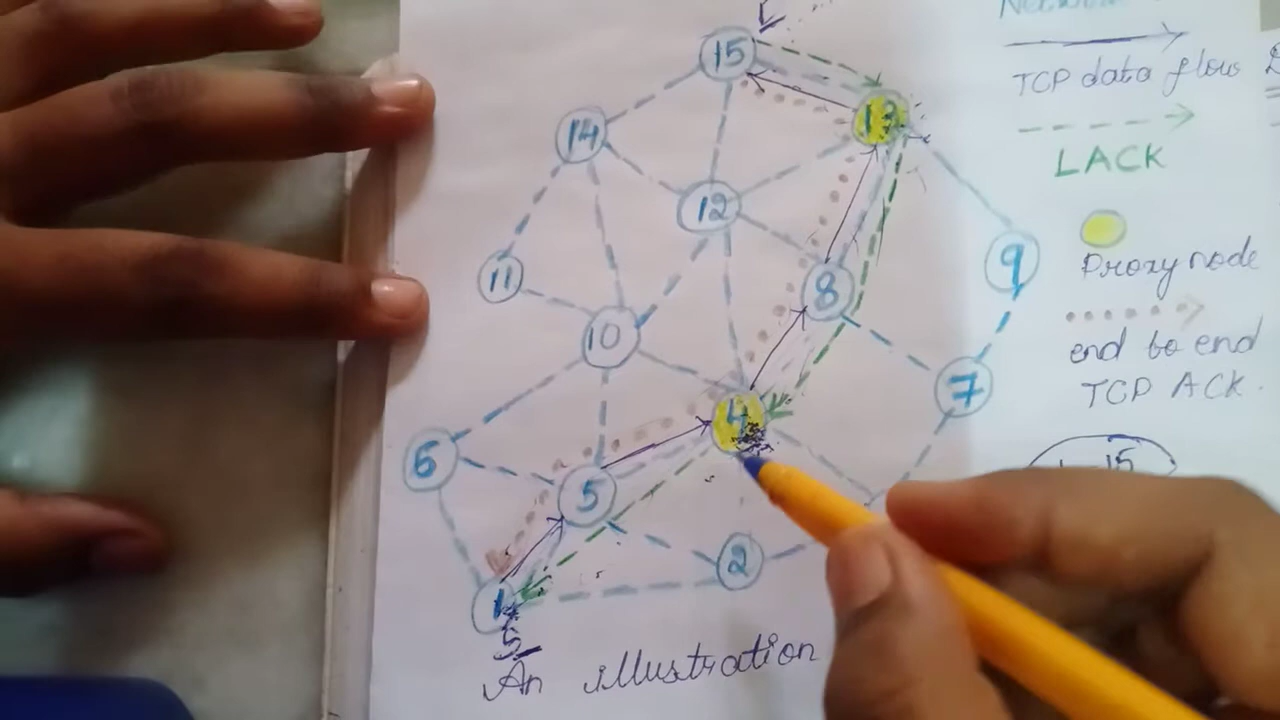 TCP data flow
LACK
Proxy node
end to end
TCP ACK.
15
15
13
14
12
11
9
8
10
7
4
6
5
2
1
S
An illustration